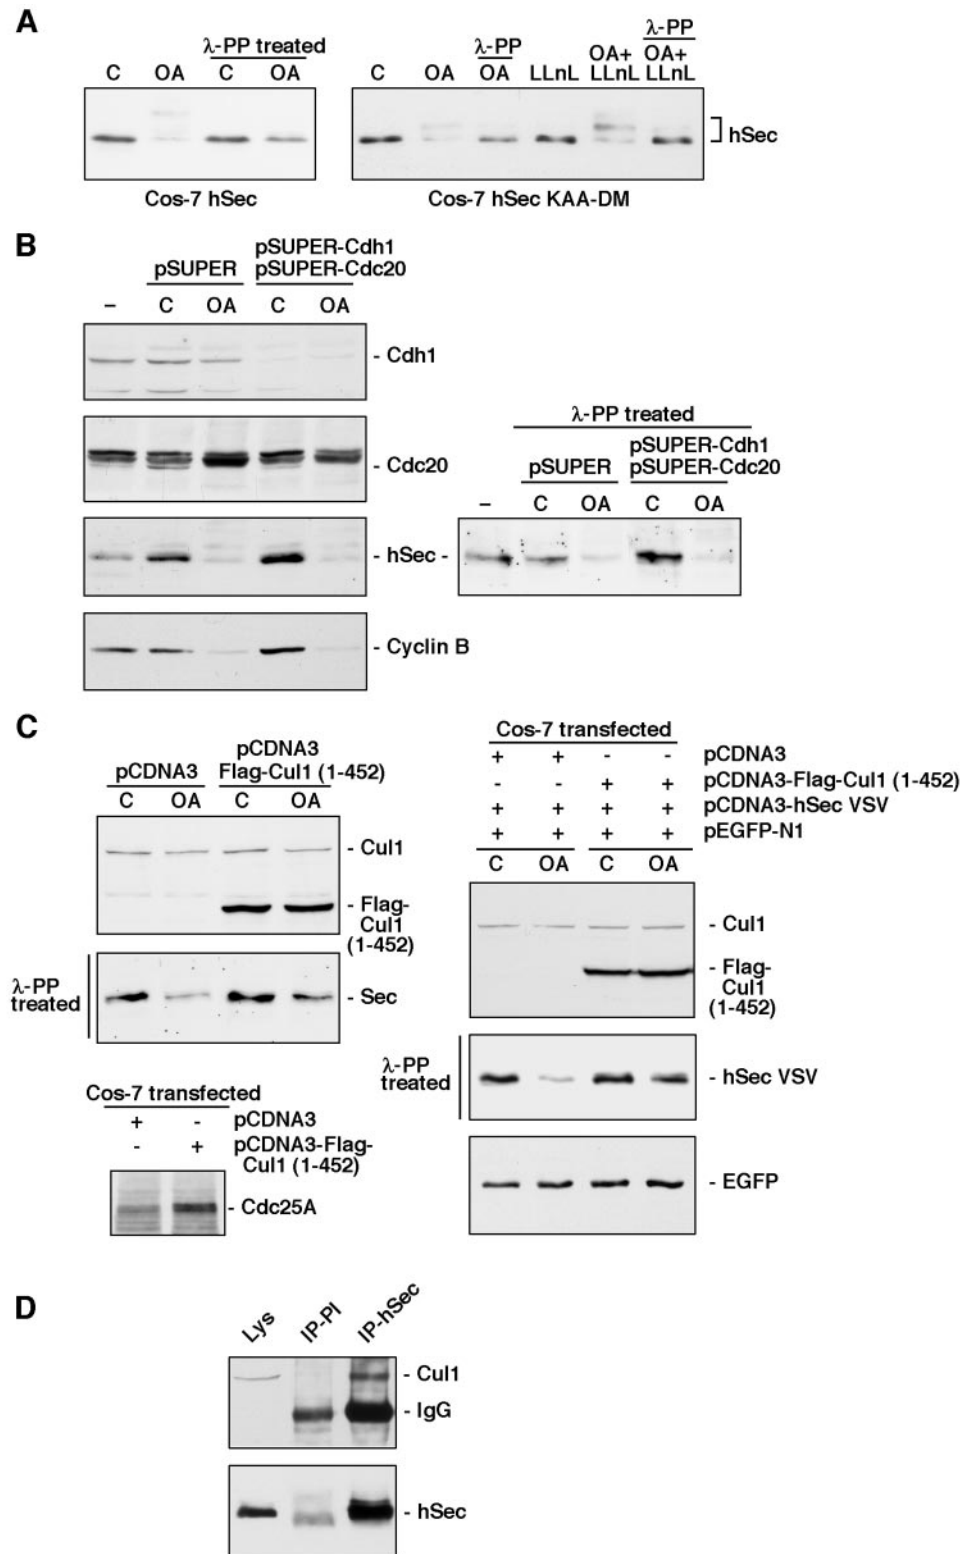 A
λ-PP treated
C OA C OA
Cos-7 hSec
λ-PP
λ-PP OA+ OA+
C OA OA LLnL LLnL LLnL
hSec
Cos-7 hSec KAA-DM
B
pSUPER-Cdh1
pSUPER pSUPER-Cdc20
– C OA C OA
- Cdh1
- Cdc20
- hSec -
- Cyclin B
λ-PP treated
pSUPER-Cdh1
pSUPER pSUPER-Cdc20
– C OA C OA
C
pCDNA3
pCDNA3 Flag-Cul1 (1-452)
C OA C OA
- Cul1
- Flag-
Cul1
(1-452)
λ-PP
treated
- Sec
Cos-7 transfected
+ - pCDNA3
- + pCDNA3-Flag-
Cul1 (1-452)
- Cdc25A
Cos-7 transfected
+ + - - pCDNA3
- - + + pCDNA3-Flag-Cul1 (1-452)
+ + + + pCDNA3-hSec VSV
+ + + + pEGFP-N1
C OA C OA
- Cul1
- Flag-
Cul1
(1-452)
λ-PP
treated
- hSec VSV
- EGFP
D
Lys IP-PI IP-hSec
- Cul1
- IgG
- hSec